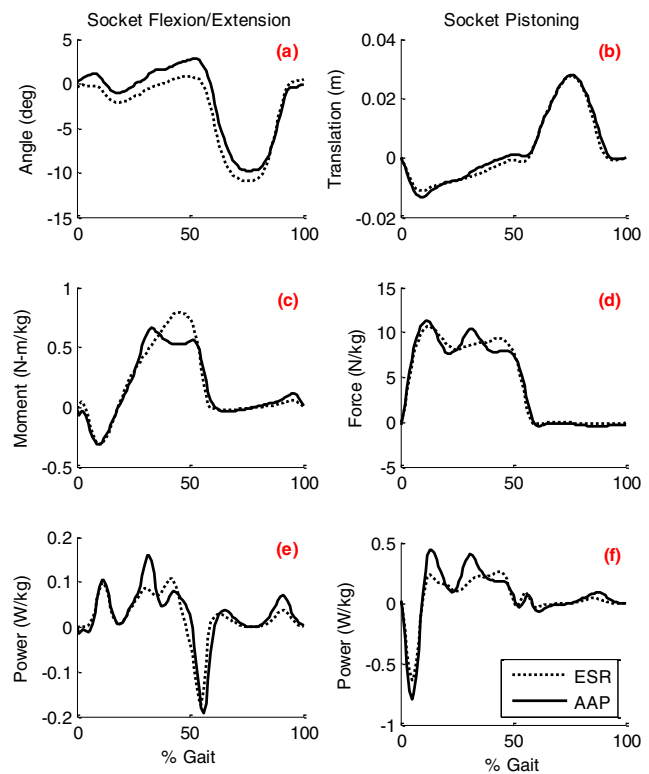 Socket Flexion/Extension
Socket Pistoning
(a)
5
0
-5
-10
-15
Angle (deg)
0
50
100
(b)
0.04
0.02
0
-0.02
Translation (m)
0
50
100
(c)
1
0.5
0
-0.5
Moment (N-m/kg)
0
50
100
(d)
15
10
5
0
-5
Force (N/kg)
0
50
100
(e)
0.2
0.1
0
-0.1
-0.2
Power (W/kg)
0
50
100
% Gait
(f)
0.5
0
-0.5
-1
Power (W/kg)
0
50
100
% Gait
ESR
AAP